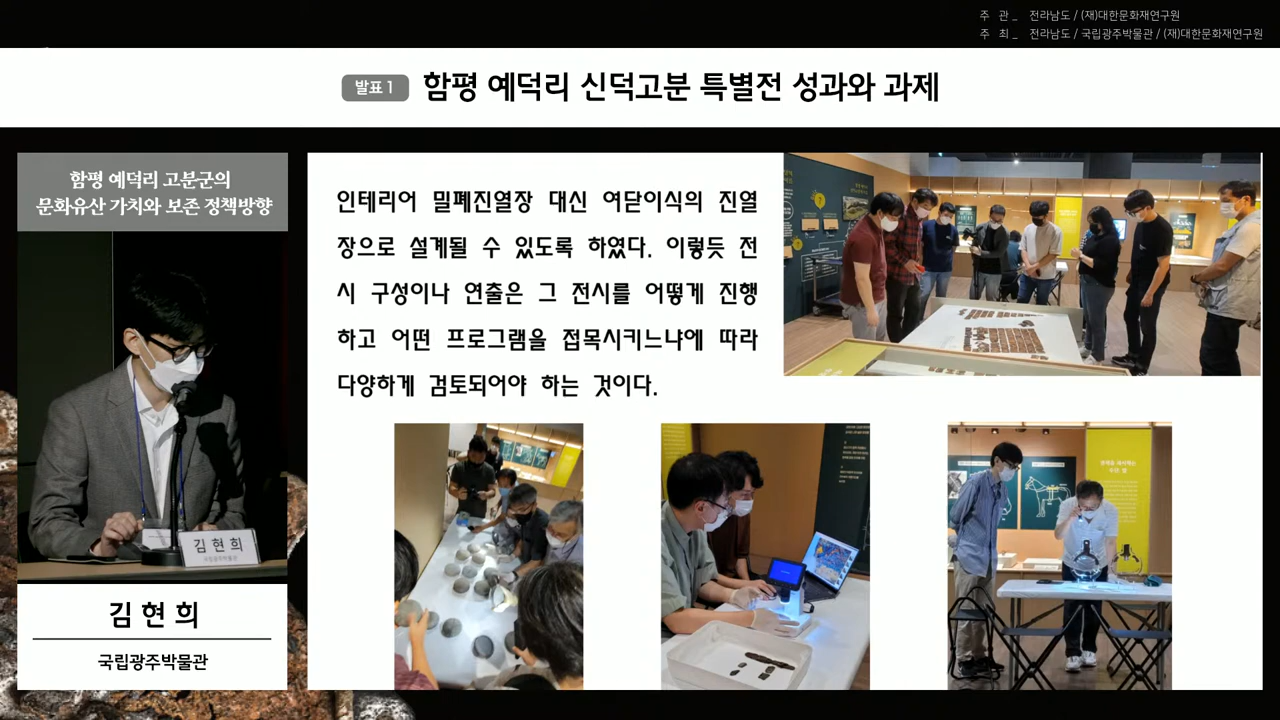 주 관 _ 전라남도 / (재)대한문화재연구원
주 최 _ 전라남도 / 국립광주박물관 / (재)대한문화재연구원
발표 1 함평 예덕리 신덕고분 특별전 성과와 과제
함평 예덕리 고분군의
문화유산 가치와 보존 정책방향
인테리어 밀폐진열장 대신 여닫이식의 진열
장으로 설계될 수 있도록 하였다. 이렇듯 전
시 구성이나 연출은 그 전시를 어떻게 진행
하고 어떤 프로그램을 접목시키느냐에 따라
다양하게 검토되어야 하는 것이다.
김 현 희
국립광주박물관
김 현 희
국립광주박물관